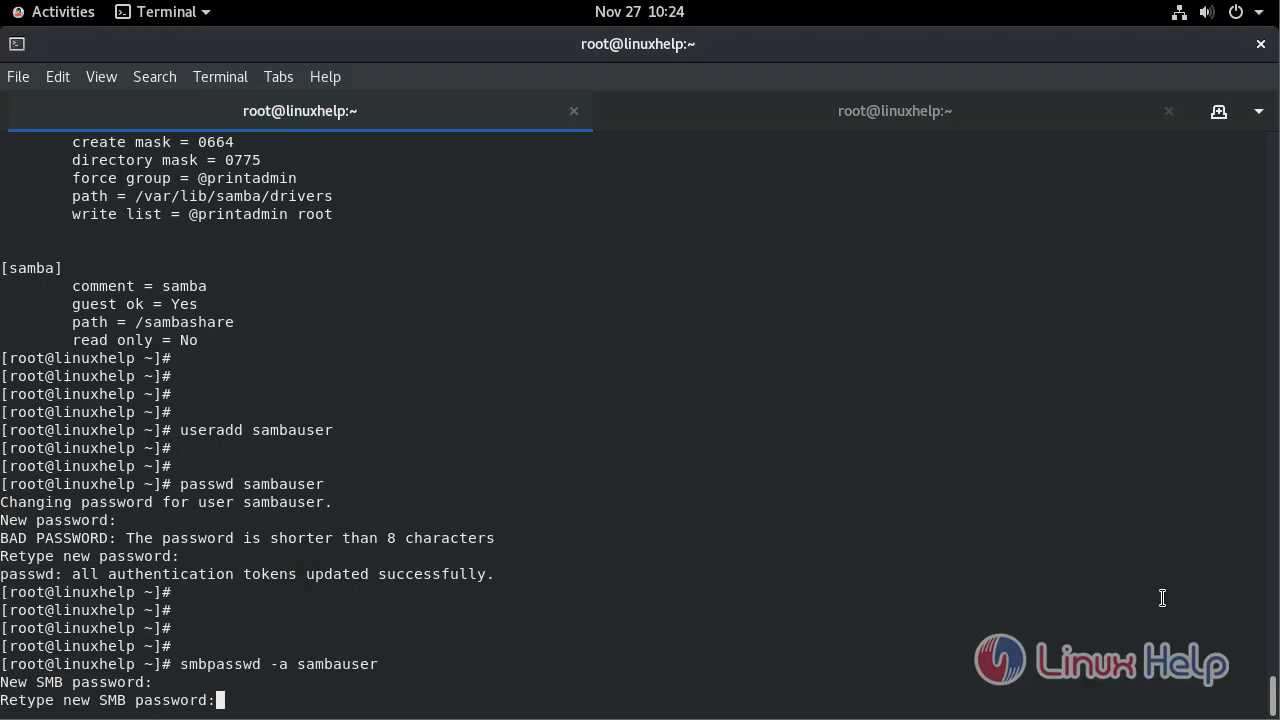 Activities Terminal Nov 27 10:24
root@linuxhelp:~
File Edit View Search Terminal Tabs Help
root@linuxhelp:~ root@linuxhelp:~
create mask = 0664
directory mask = 0775
force group = @printadmin
path = /var/lib/samba/drivers
write list = @printadmin root
[samba]
comment = samba
guest ok = Yes
path = /sambashare
read only = No
[root@linuxhelp ~]#
[root@linuxhelp ~]#
[root@linuxhelp ~]#
[root@linuxhelp ~]#
[root@linuxhelp ~]# useradd sambauser
[root@linuxhelp ~]#
[root@linuxhelp ~]#
[root@linuxhelp ~]# passwd sambauser
Changing password for user sambauser.
New password:
BAD PASSWORD: The password is shorter than 8 characters
Retype new password:
passwd: all authentication tokens updated successfully.
[root@linuxhelp ~]#
[root@linuxhelp ~]#
[root@linuxhelp ~]#
[root@linuxhelp ~]#
[root@linuxhelp ~]# smbpasswd -a sambauser
New SMB password:
Retype new SMB password:
Linux Help